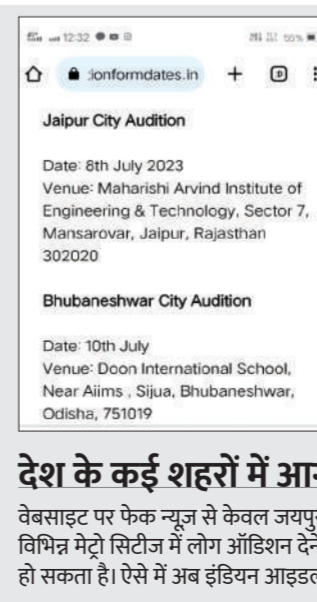 12:32
55%
ionformdates.in
Jaipur City Audition
Date: 8th July 2023
Venue: Maharishi Arvind Institute of
Engineering & Technology, Sector 7,
Mansarovar, Jaipur, Rajasthan
302020
Bhubaneshwar City Audition
Date: 10th July
Venue: Doon International School,
Near Aiims , Sijua, Bhubaneshwar,
Odisha, 751019
देश के कई शहरों में
वेबसाइट पर फेक न्यूज से केवल
विभिन्न मेट्रो सिटीज में लोग ऑडिशन देने
हो सकता है। ऐसे में अब इंडियन आइडल